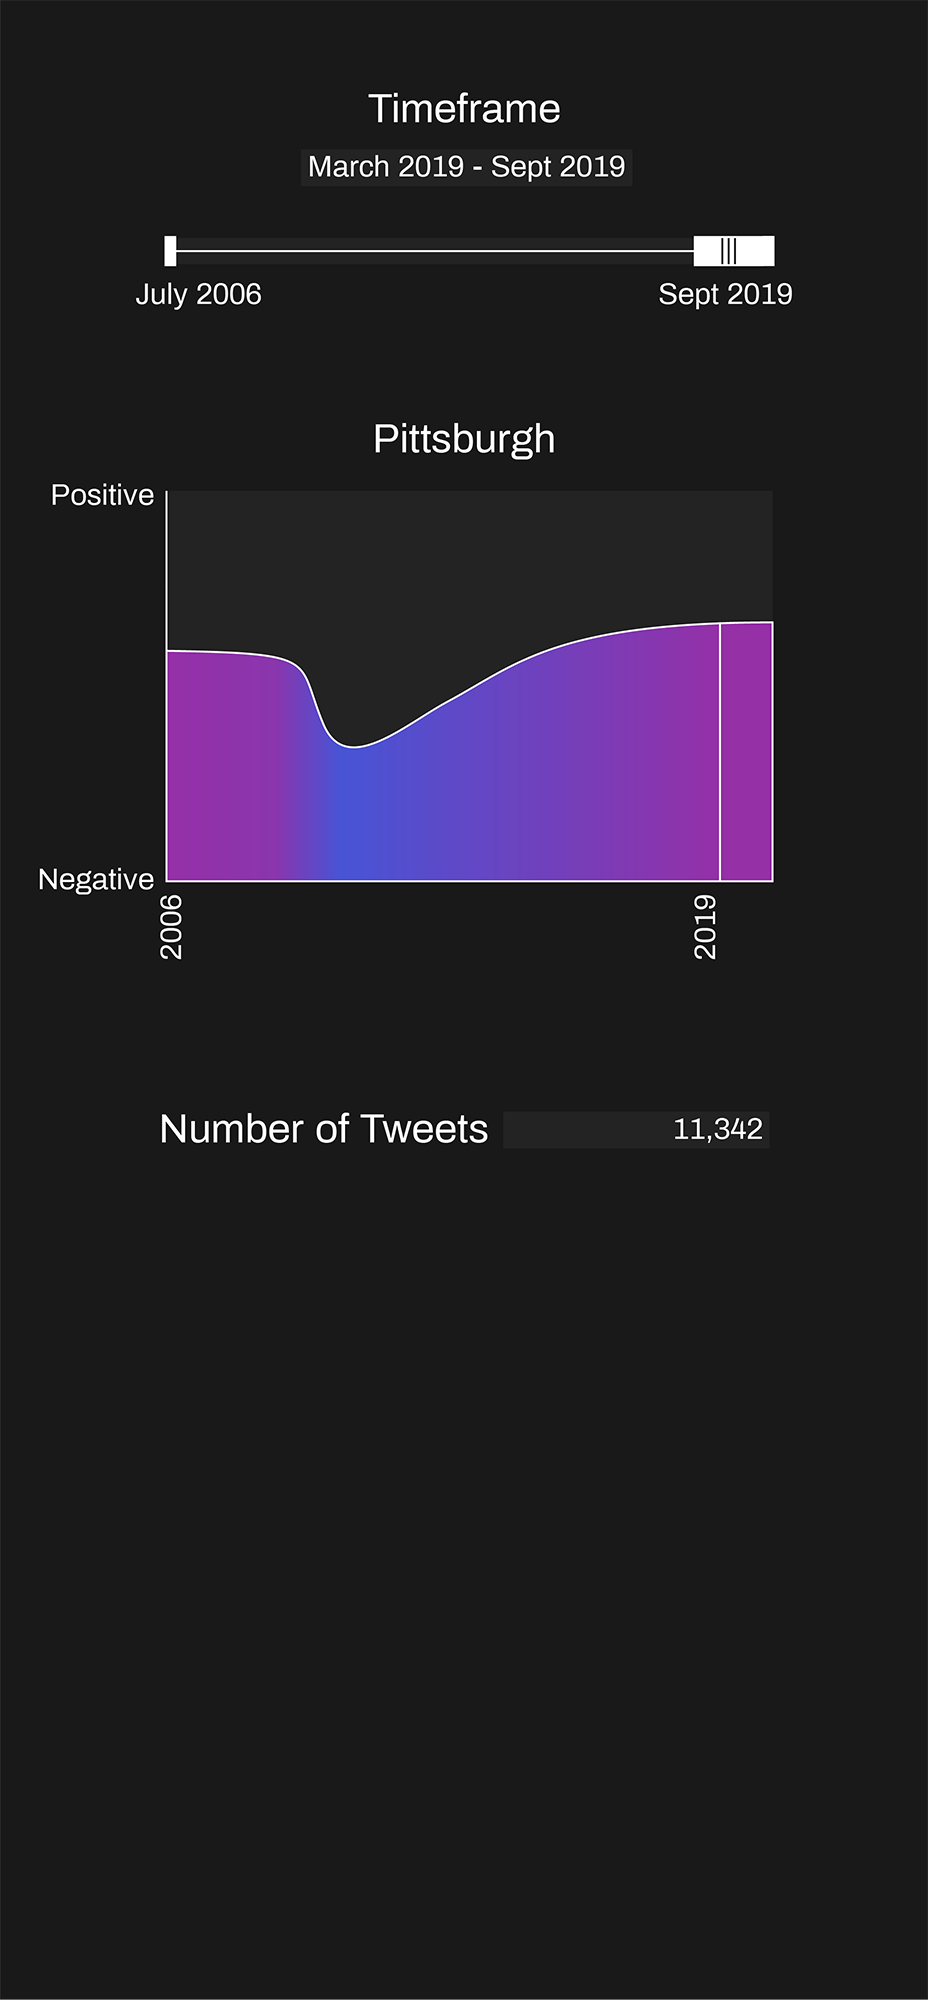 Timeframe
March 2019 - Sept 2019
July 2006
Sept 2019
Pittsburgh
Positive
Negative
2006
2019
Number of Tweets 11,342